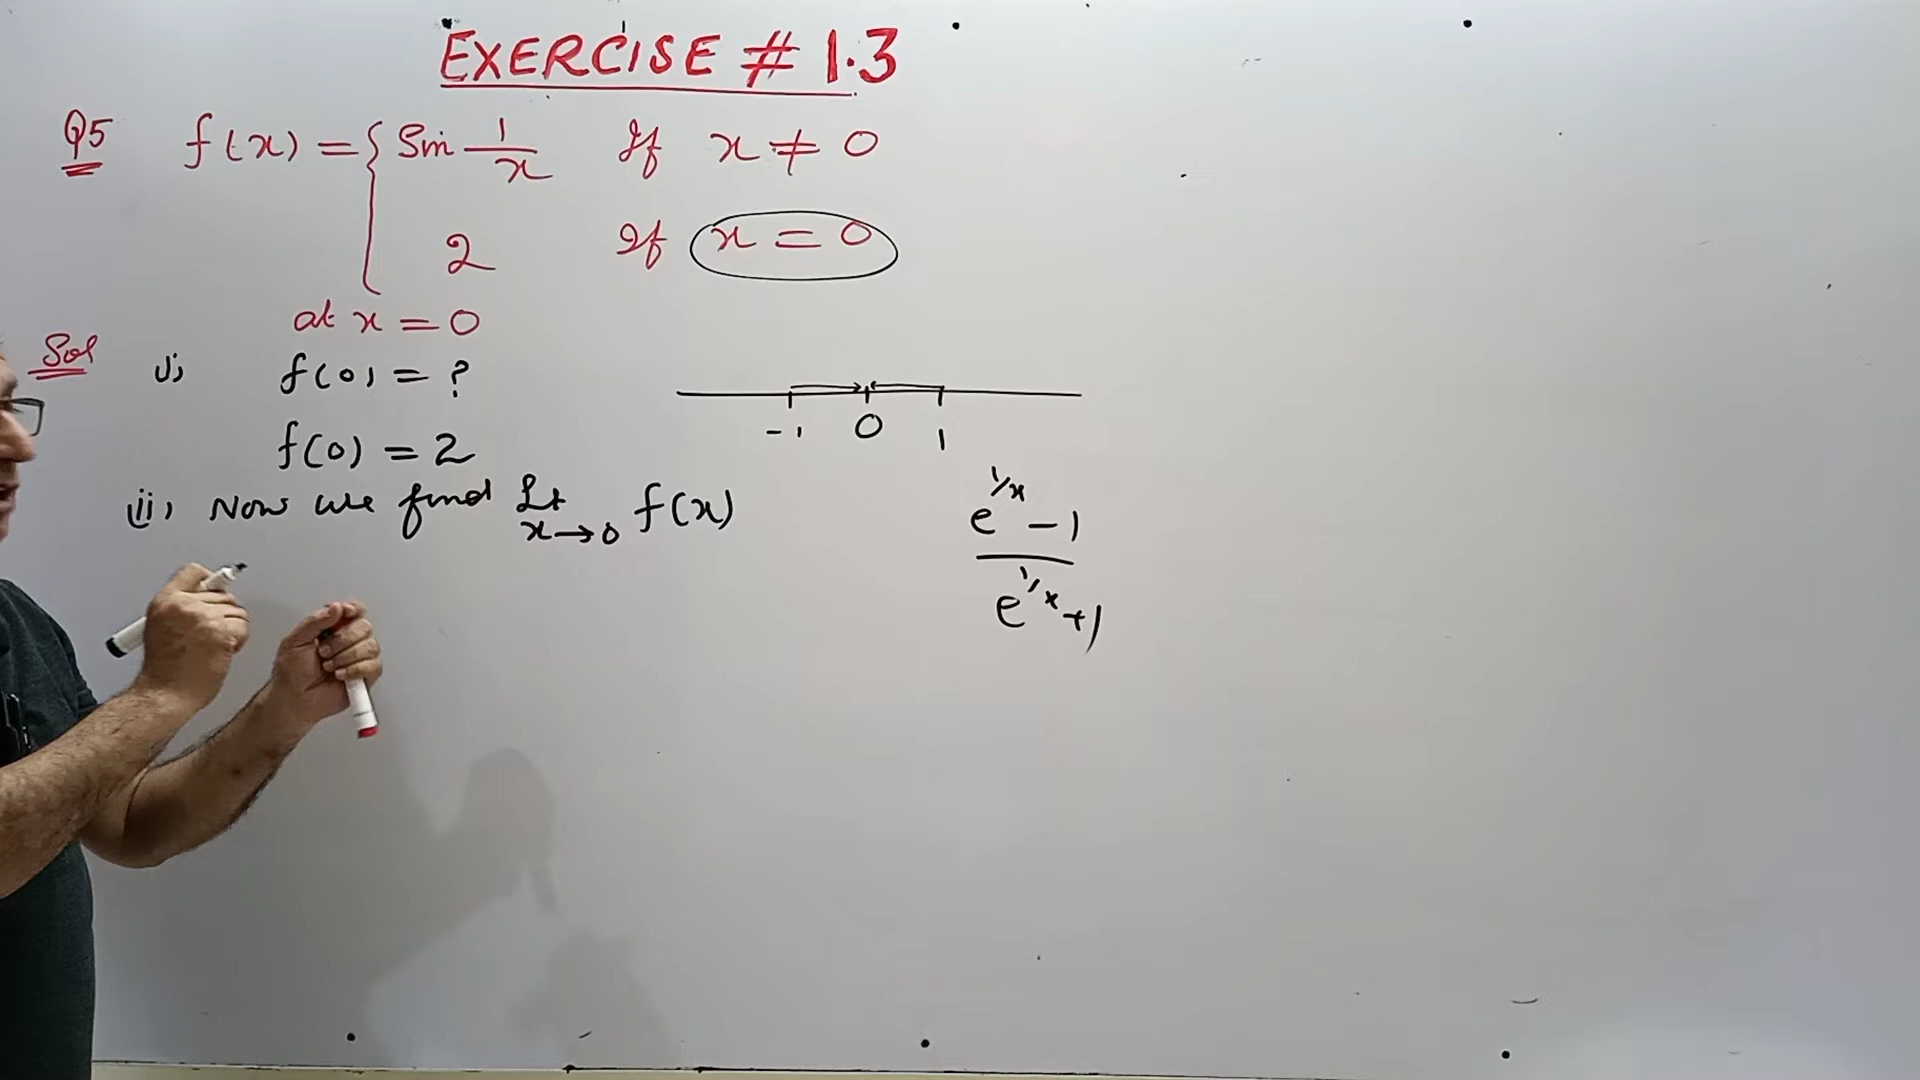 EXERCISE # 1.3
Q5 f(x) = { Sin 1/x If x ≠ 0
2 If x = 0
at x = 0
Sol i) f(0) = ?
-1 0 1
f(0) = 2
(ii) Now we find Lt x→0 f(x)
e^1/x - 1
e^1/x + 1